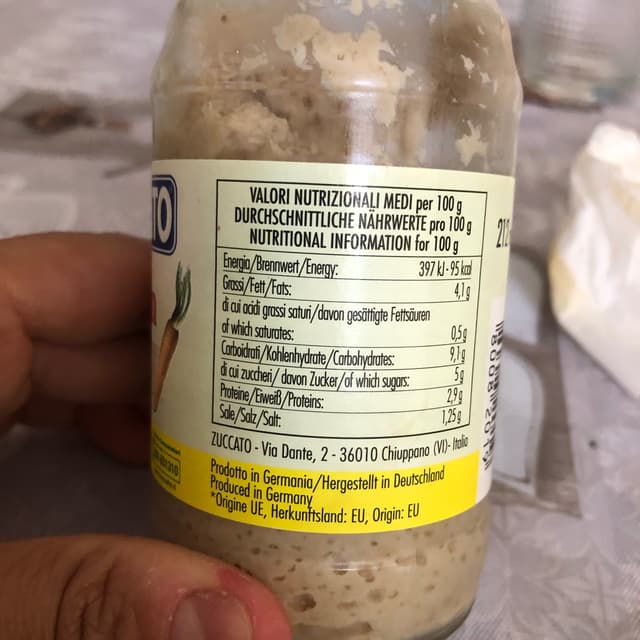 VALORI NUTRIZIONALI MEDI per 100 g
DURCHSCHNITTLICHE NÄHRWERTE pro 100 g
NUTRITIONAL INFORMATION for 100 g
Energia/Brennwert/Energy: 397 kJ - 95 kcal
Grassi/Fett/Fats: 4,1 g
di cui acidi grassi saturi/davon gesättigte Fettsäuren
of which saturates: 0,5 g
Carboidrati/Kohlenhydrate/Carbohydrates: 9,1 g
di cui zuccheri/ davon Zucker/of which sugars: 5 g
Proteine/Eiweiß/Proteins: 2,9 g
Sale/Salz/Salt: 1,25 g
ZUCCATO - Via Dante, 2 - 36010 Chiuppano (VI)- Italia
Prodotto in Germania/Hergestellt in Deutschland
Produced in Germany
*Origine UE, Herkunftsland: EU, Origin: EU
TO
212